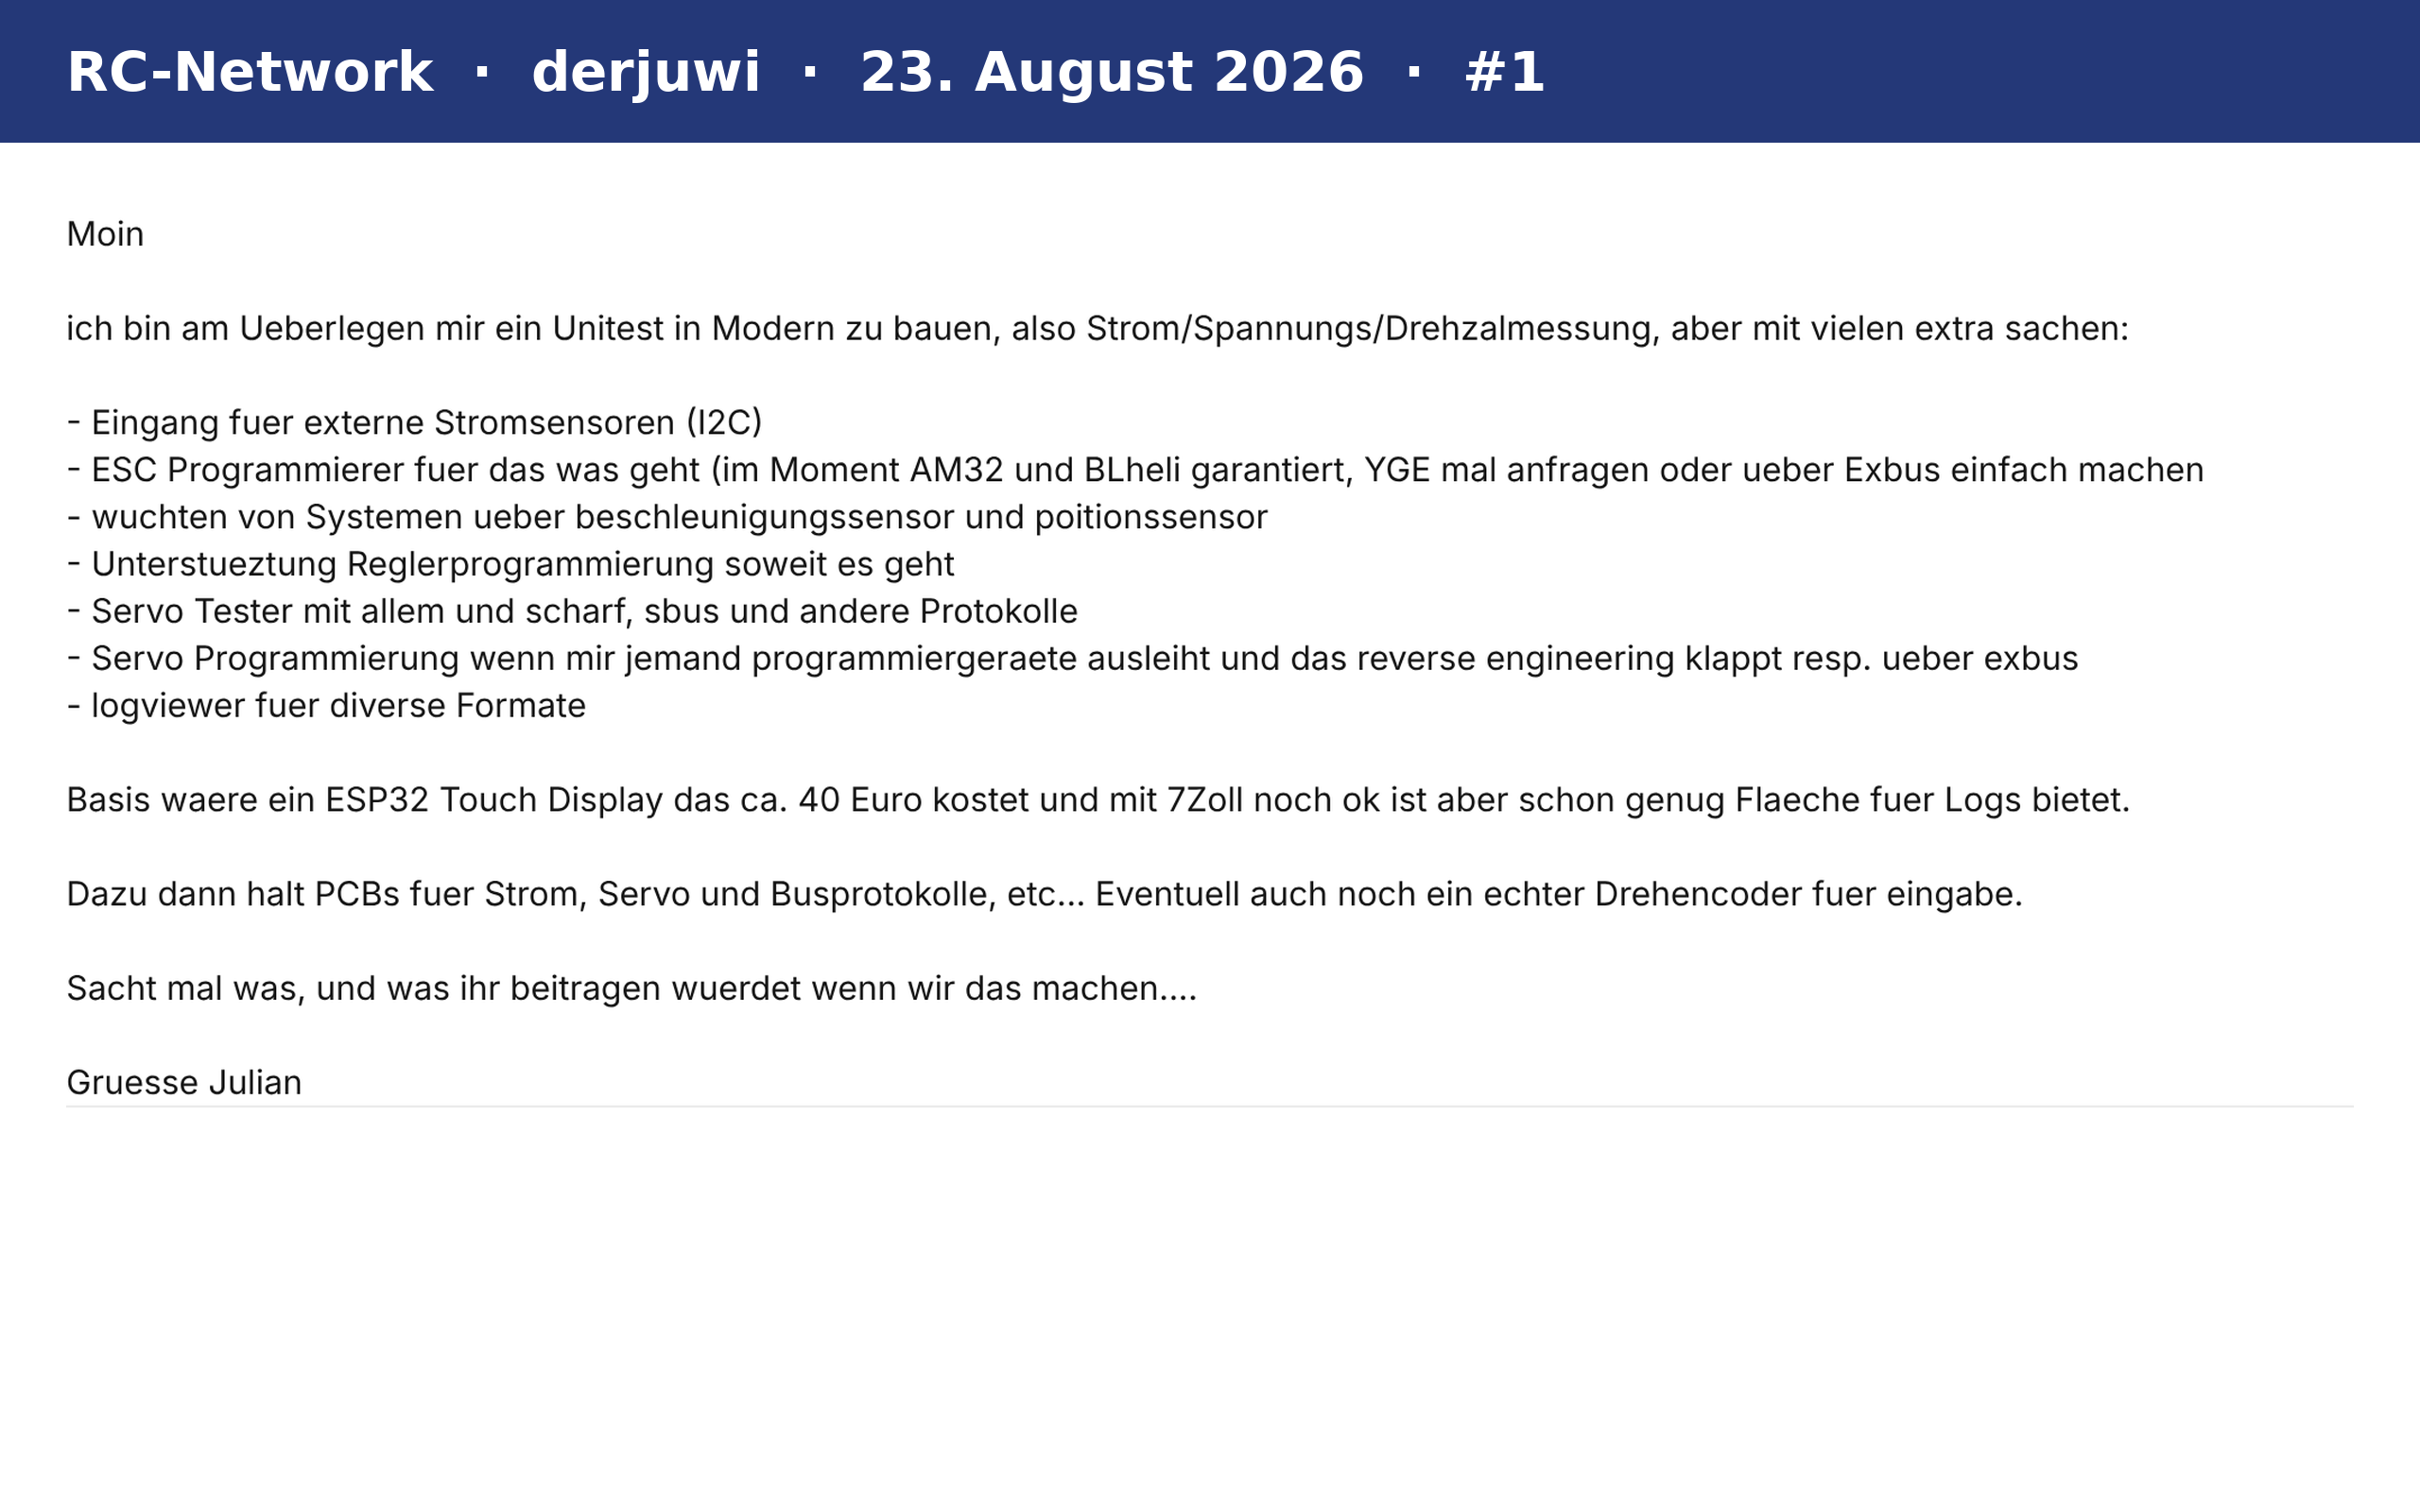 RC-Network · derjuwi · 23. August 2026 · #1
Moin
ich bin am Ueberlegen mir ein Unitest in Modern zu bauen, also Strom/Spannungs/Drehzalmessung, aber mit vielen extra sachen:
- Eingang fuer externe Stromsensoren (I2C)
- ESC Programmierer fuer das was geht (im Moment AM32 und BLheli garantiert, YGE mal anfragen oder ueber Exbus einfach machen
- wuchten von Systemen ueber beschleunigungssensor und poitionssensor
- Unterstueztung Reglerprogrammierung soweit es geht
- Servo Tester mit allem und scharf, sbus und andere Protokolle
- Servo Programmierung wenn mir jemand programmiergeraete ausleiht und das reverse engineering klappt resp. ueber exbus
- logviewer fuer diverse Formate
Basis waere ein ESP32 Touch Display das ca. 40 Euro kostet und mit 7Zoll noch ok ist aber schon genug Flaeche fuer Logs bietet.
Dazu dann halt PCBs fuer Strom, Servo und Busprotokolle, etc... Eventuell auch noch ein echter Drehencoder fuer eingabe.
Sacht mal was, und was ihr beitragen wuerdet wenn wir das machen....
Gruesse Julian